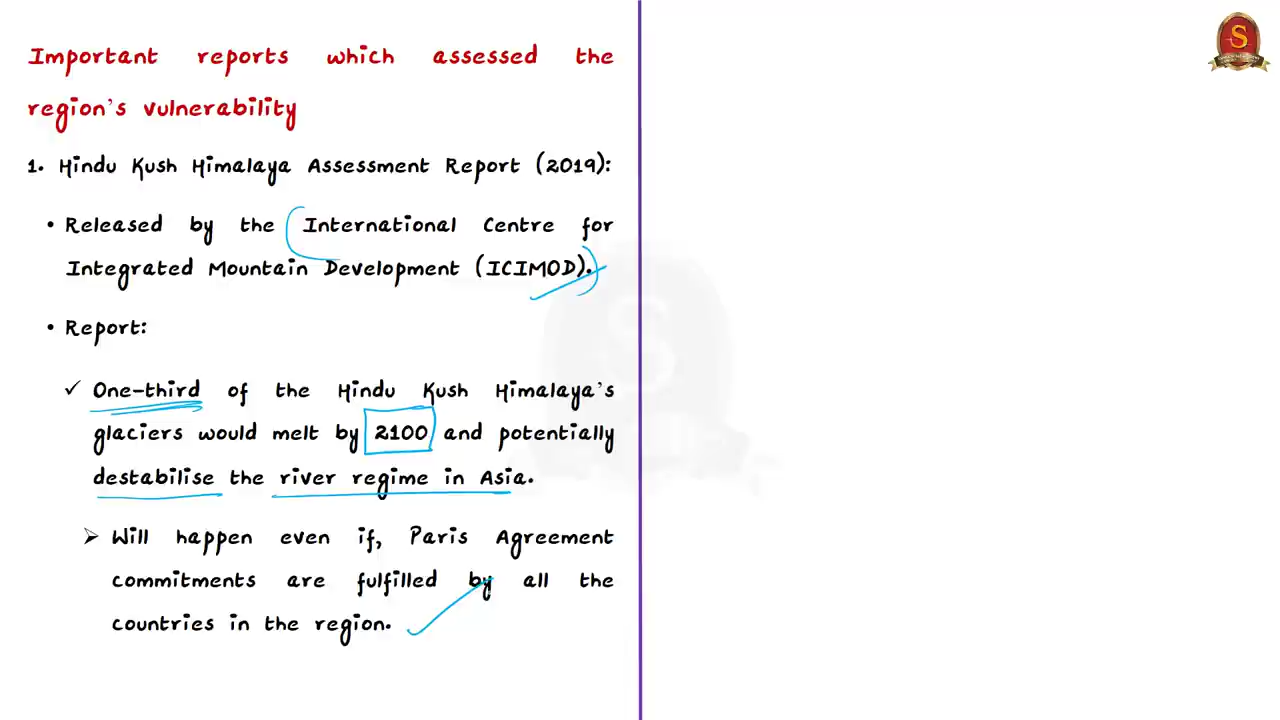 Important reports which assessed the
region's vulnerability
1. Hindu Kush Himalaya Assessment Report (2019):
• Released by the International Centre for
Integrated Mountain Development (ICIMOD).
• Report:
✓ One-third of the Hindu Kush Himalaya's
glaciers would melt by 2100 and potentially
destabilise the river regime in Asia.
➢ Will happen even if, Paris Agreement
commitments are fulfilled by all the
countries in the region.
S